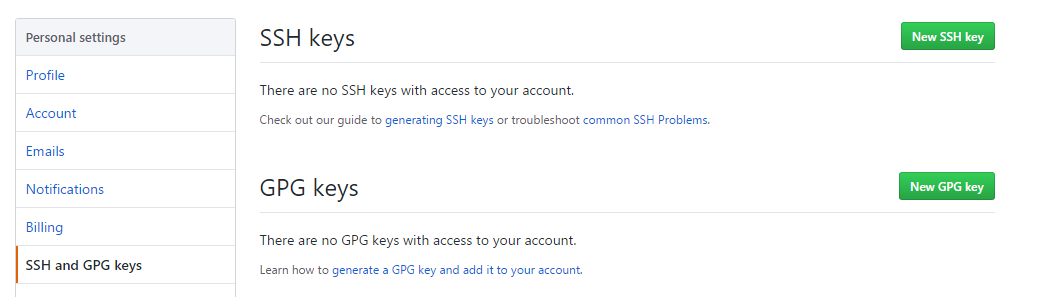 Personal settings
Profile
Account
Emails
Notifications
Billing
SSH and GPG keys
SSH keys
New SSH key
There are no SSH keys with access to your account.
Check out our guide to generating SSH keys or troubleshoot common SSH Problems.
GPG keys
New GPG key
There are no GPG keys with access to your account.
Learn how to generate a GPG key and add it to your account.